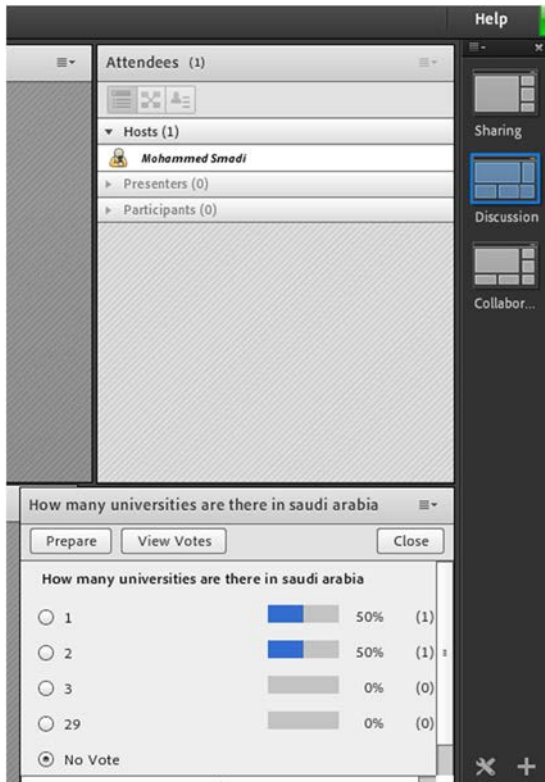 Help
Attendees (1)
Hosts (1)
Mohammed Smadi
Presenters (0)
Participants (0)
Sharing
Discussion
Collabor...
How many universities are there in saudi arabia
Prepare View Votes Close
How many universities are there in saudi arabia
1 50% (1)
2 50% (1)
3 0% (0)
29 0% (0)
No Vote